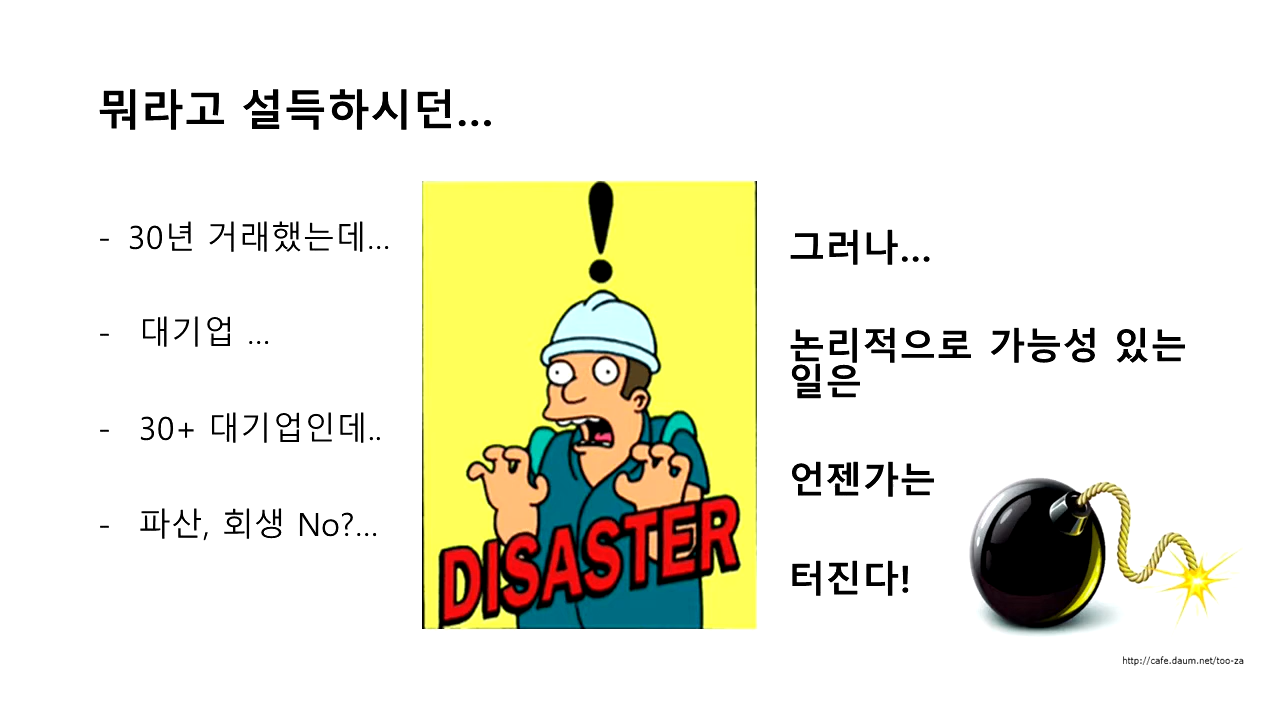 뭐라고 설득하시던...
- 30년 거래했는데...
- 대기업 ...
- 30+ 대기업인데..
- 파산, 회생 No?...
DISASTER
그러나...
논리적으로 가능성 있는
일은
언젠가는
터진다!
http://cafe.daum.net/too-za